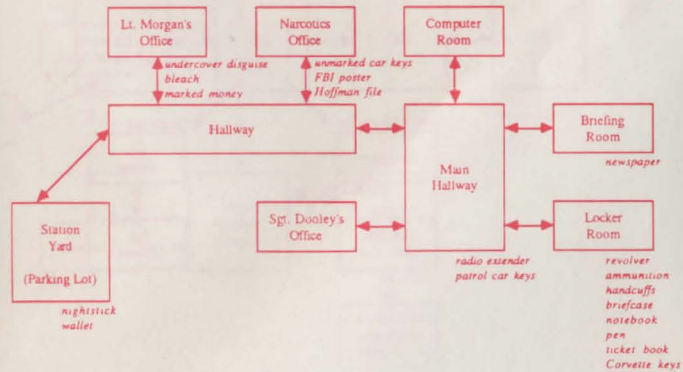 Lt. Morgan's
Office
Narcotics
Office
Computer
Room
undercover disguise
bleach
marked money
unmarked car keys
FBI poster
Hoffman file
Hallway
Briefing
Room
newspaper
Main
Hallway
Station
Yard
(Parking Lot)
Sgt. Dooley's
Office
Locker
Room
nightstick
wallet
radio extender
patrol car keys
revolver
ammunition
handcuffs
briefcase
notebook
pen
ticket book
Corvette keys